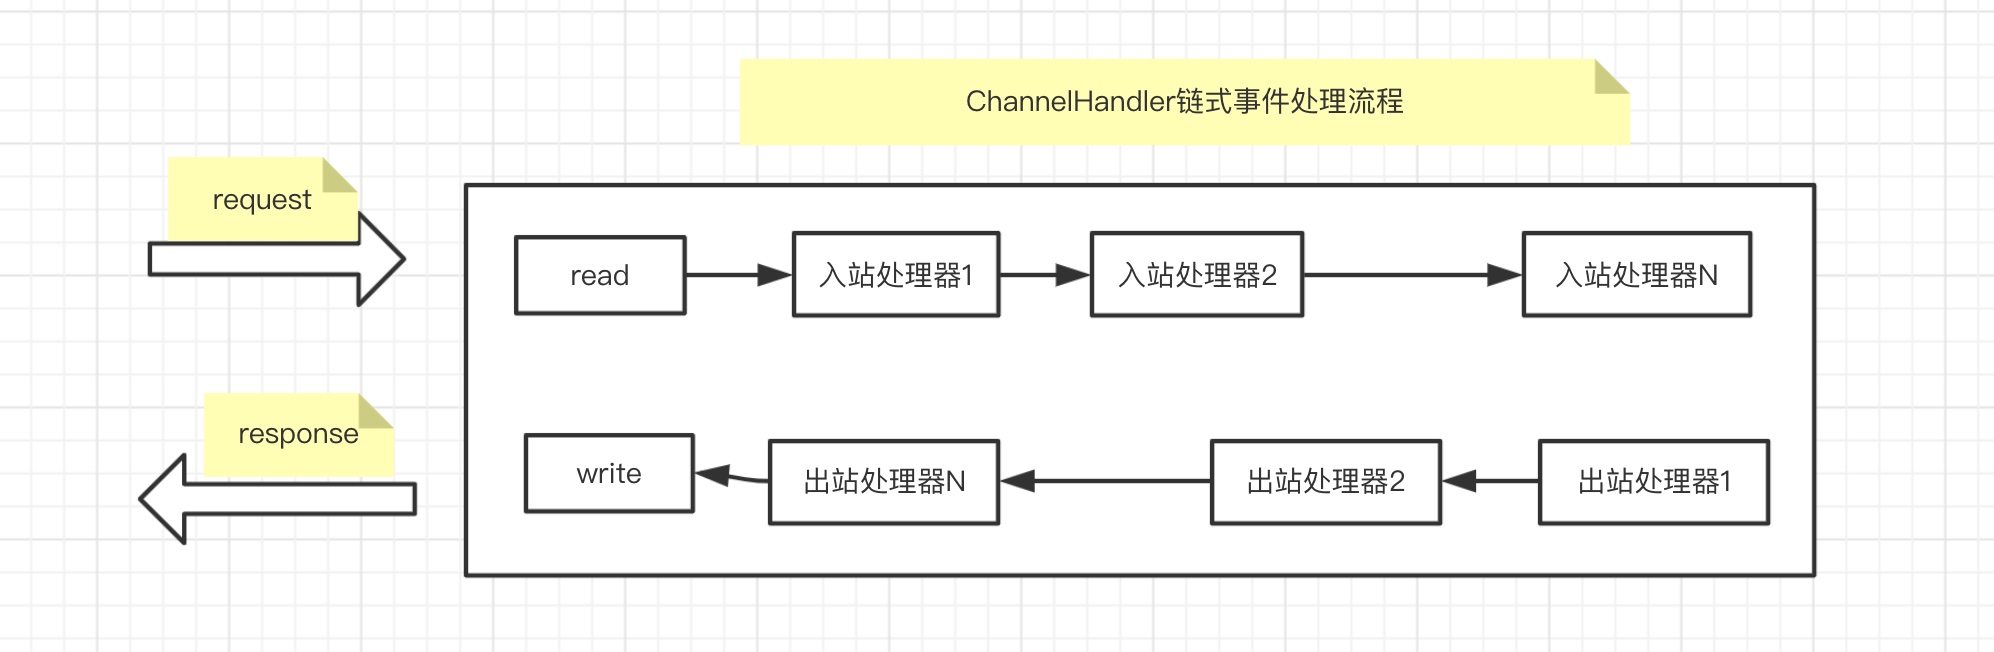 ChannelHandler链式事件处理流程
request
read
入站处理器1
入站处理器2
入站处理器N
response
write
出站处理器N
出站处理器2
出站处理器1